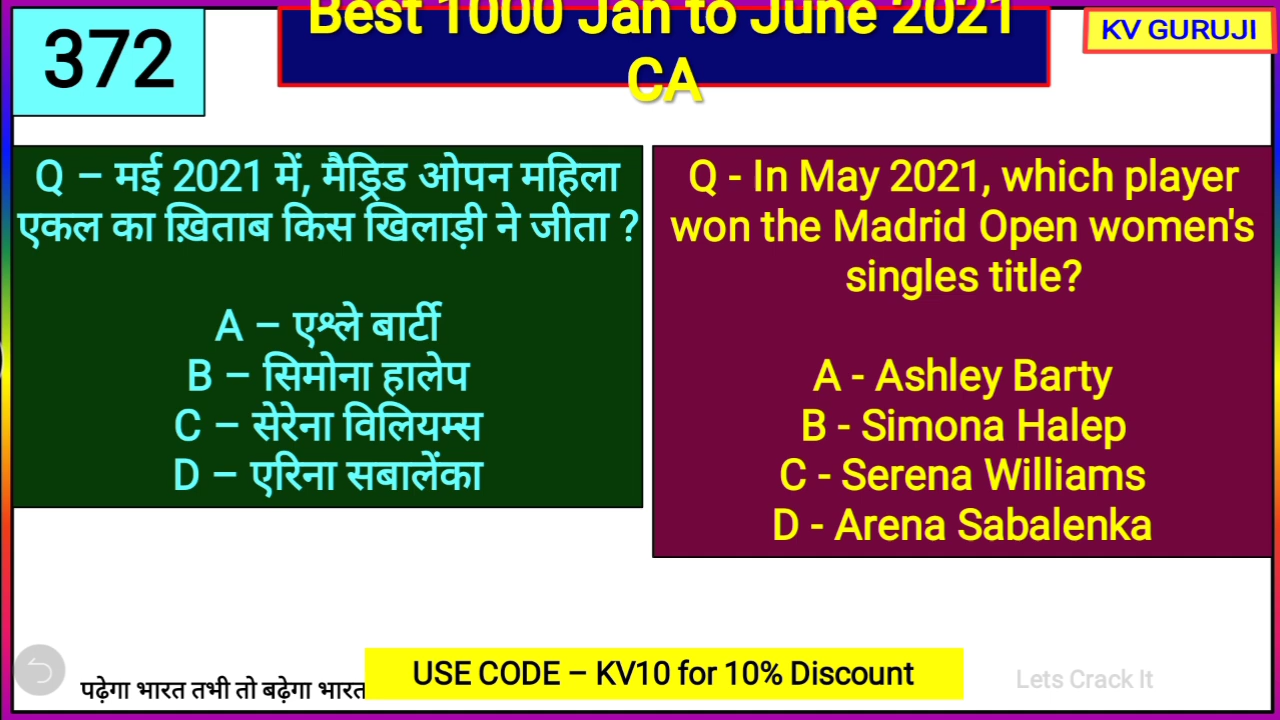 372
Best 1000 Jan to June 2021
CA
KV GURUJI
Q – मई 2021 में, मैड्रिड ओपन महिला
एकल का ख़िताब किस खिलाड़ी ने जीता ?
A – एश्ले बार्टी
B – सिमोना हालेप
C – सेरेना विलियम्स
D – एरिना सबालेंका
Q - In May 2021, which player
won the Madrid Open women's
singles title?
A - Ashley Barty
B - Simona Halep
C - Serena Williams
D - Arena Sabalenka
पढ़ेगा भारत तभी तो बढ़ेगा भारत
USE CODE – KV10 for 10% Discount
Lets Crack It